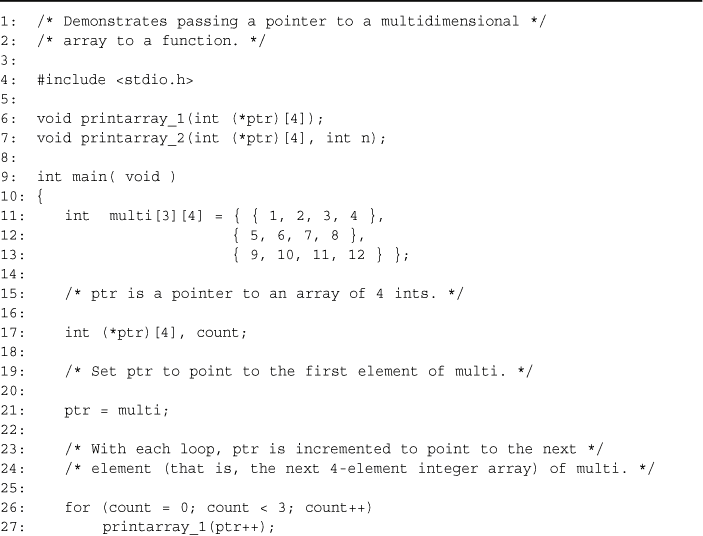 1: /* Demonstrates passing a pointer to a multidimensional */
2: /* array to a function. */
3:
4: #include <stdio.h>
5:
6: void printarray_1(int (*ptr)[4]);
7: void printarray_2(int (*ptr)[4], int n);
8:
9: int main( void )
10: {
11:    int  multi[3][4] = { { 1, 2, 3, 4 },
12:                      { 5, 6, 7, 8 },
13:                      { 9, 10, 11, 12 } };
14:
15:    /* ptr is a pointer to an array of 4 ints. */
16:
17:    int (*ptr)[4], count;
18:
19:    /* Set ptr to point to the first element of multi. */
20:
21:    ptr = multi;
22:
23:    /* With each loop, ptr is incremented to point to the next */
24:    /* element (that is, the next 4-element integer array) of multi. */
25:
26:    for (count = 0; count < 3; count++)
27:        printarray_1(ptr++);